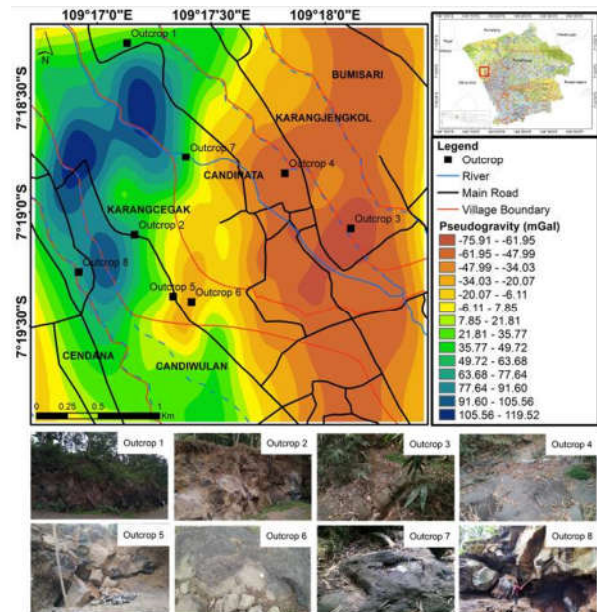 109°17'0"E
109°17'30"E
109°18'0"E
7°18'30"S
7°19'0"S
7°19'30"S
N
Outcrop 1
BUMISARI
KARANGJENGKOL
Outcrop 7
CANDINATA
Outcrop 4
KARANGCEGAK
Outcrop 2
Outcrop 3
Outcrop 8
Outcrop 5
Outcrop 6
CENDANA
CANDIWULAN
0 0.25 0.5 1
Km
Legend
Outcrop
River
Main Road
Village Boundary
Pseudogravity (mGal)
-75.91 - -61.95
-61.95 - -47.99
-47.99 - -34.03
-34.03 - -20.07
-20.07 - -6.11
-6.11 - 7.85
7.85 - 21.81
21.81 - 35.77
35.77 - 49.72
49.72 - 63.68
63.68 - 77.64
77.64 - 91.60
91.60 - 105.56
105.56 - 119.52
Outcrop 1
Outcrop 2
Outcrop 3
Outcrop 4
Outcrop 5
Outcrop 6
Outcrop 7
Outcrop 8